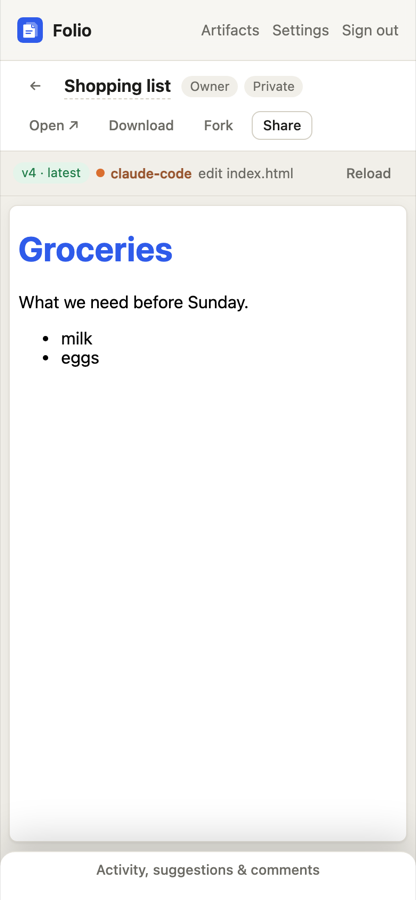 Folio Artifacts Settings Sign out
← Shopping list Owner Private
Open ↗ Download Fork Share
v4 · latest claude-code edit index.html Reload
Groceries
What we need before Sunday.
• milk
• eggs
Activity, suggestions & comments